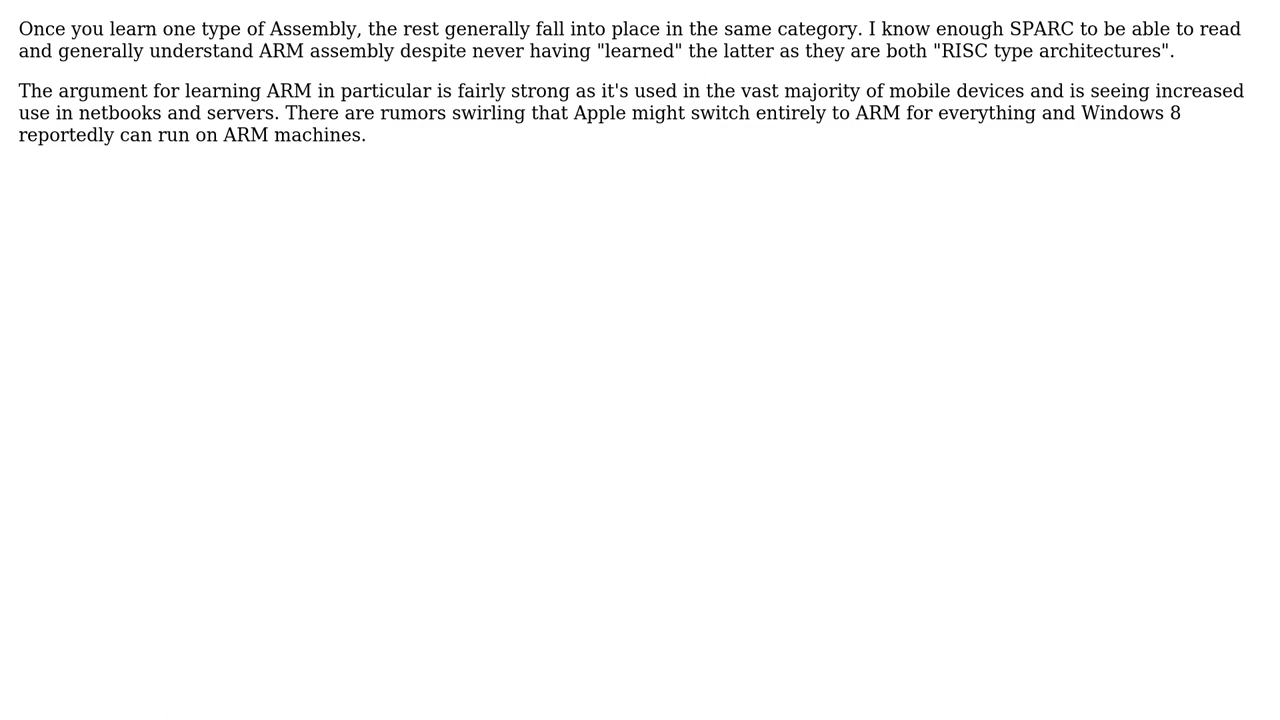 Once you learn one type of Assembly, the rest generally fall into place in the same category. I know enough SPARC to be able to read
and generally understand ARM assembly despite never having "learned" the latter as they are both "RISC type architectures".
The argument for learning ARM in particular is fairly strong as it's used in the vast majority of mobile devices and is seeing increased
use in netbooks and servers. There are rumors swirling that Apple might switch entirely to ARM for everything and Windows 8
reportedly can run on ARM machines.